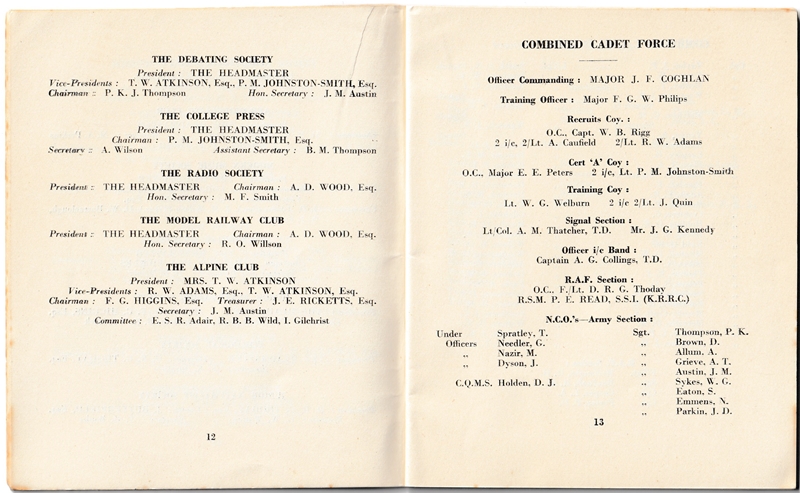 THE DEBATING SOCIETY
President : THE HEADMASTER
Vice-Presidents : T. W. ATKINSON, Esq., P. M. JOHNSTON-SMITH, Esq.
Chairman : P. K. J. Thompson Hon. Secretary : J. M. Austin
THE COLLEGE PRESS
President : THE HEADMASTER
Chairman : P. M. JOHNSTON-SMITH, Esq.
Secretary : A. Wilson Assistant Secretary : B. M. Thompson
THE RADIO SOCIETY
President : THE HEADMASTER Chairman : A. D. WOOD, Esq.
Hon. Secretary : M. F. Smith
THE MODEL RAILWAY CLUB
President : THE HEADMASTER Chairman : A. D. WOOD, Esq.
Hon. Secretary : R. O. Willson
THE ALPINE CLUB
President : MRS. T. W. ATKINSON
Vice-Presidents : R. W. ADAMS, Esq., T. W. ATKINSON, Esq.
Chairman : F. G. HIGGINS, Esq. Treasurer : J. E. RICKETTS, Esq.
Secretary : J. M. Austin
Committee : E. S. R. Adair, R. B. B. Wild, I. Gilchrist
12
COMBINED CADET FORCE
Officer Commanding : MAJOR J. F. COGHLAN
Training Officer : Major F. G. W. Philips
Recruits Coy. :
O.C., Capt. W. B. Rigg
2 i/c, 2/Lt. A. Caufield 2/Lt. R. W. Adams
Cert 'A' Coy :
O.C., Major E. E. Peters 2 i/c, Lt. P. M. Johnston-Smith
Training Coy :
Lt. W. G. Welburn 2 i/c 2/Lt. J. Quin
Signal Section :
Lt/Col. A. M. Thatcher, T.D. Mr. J. G. Kennedy
Officer i/c Band :
Captain A. G. Collings, T.D.
R.A.F. Section :
O.C., F./Lt. D. R. G. Thoday
R.S.M. P. E. READ, S.S.I. (K.R.R.C.)
N.C.O.'s—Army Section :
Under Spratley, T. Sgt. Thompson, P. K.
Officers Needler, G. „ Brown, D.
„ Nazir, M. „ Allum, A.
„ Dyson, J. „ Grieve, A. T.
„ Austin, J. M.
C.Q.M.S. Holden, D. J. „ Sykes, W. G.
„ Eaton, S.
„ Emmens, N.
„ Parkin, J. D.
13